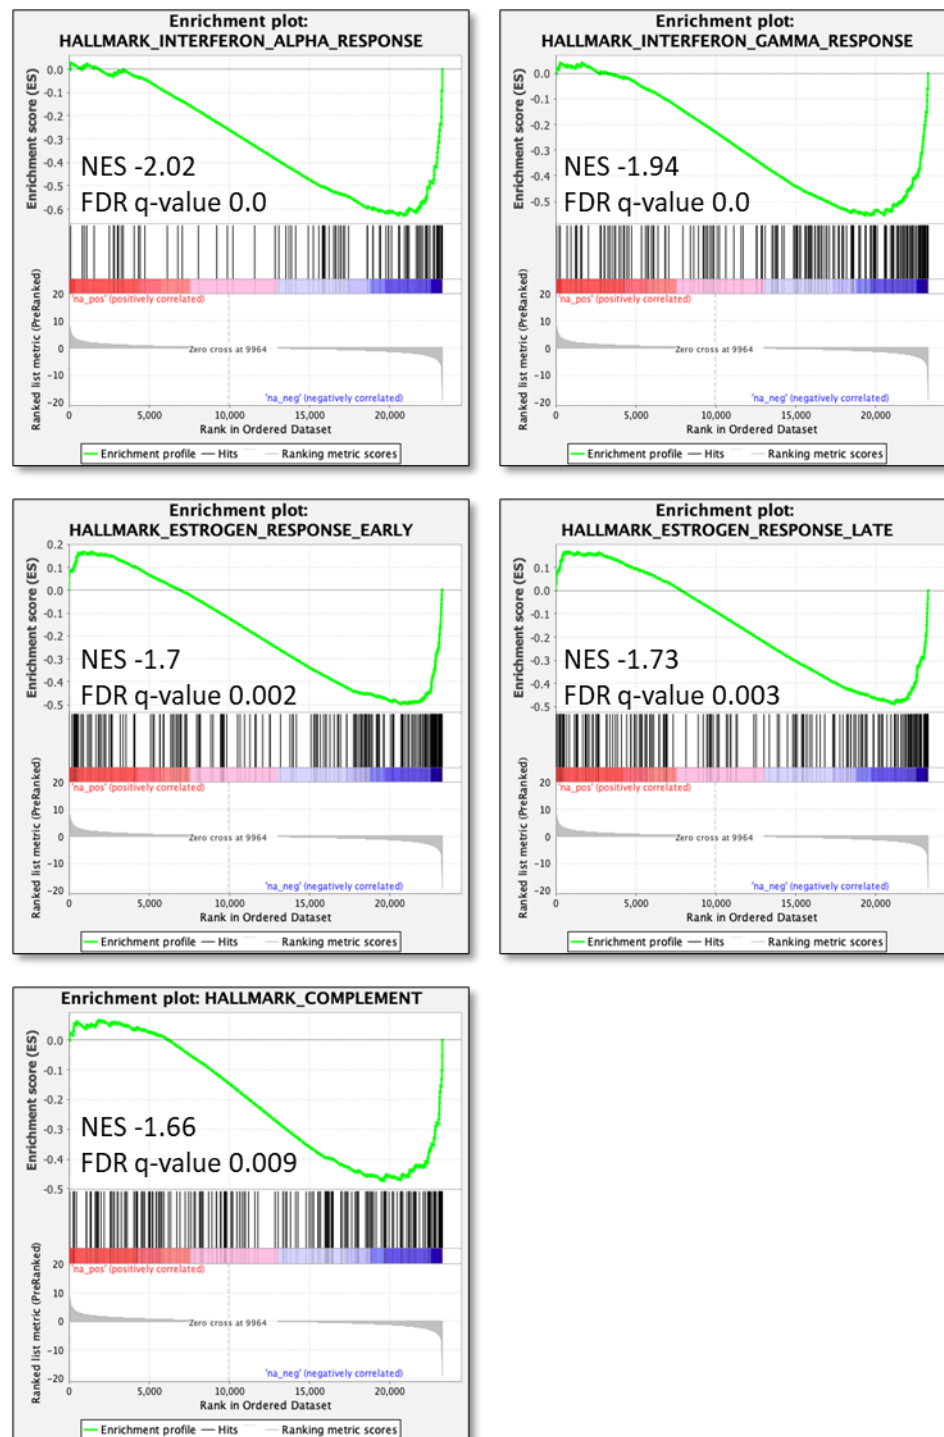 Enrichment plot:
HALLMARK_INTERFERON_ALPHA_RESPONSE
Enrichment score (ES)
0.0
-0.1
-0.2
-0.3
-0.4
-0.5
-0.6
NES -2.02
FDR q-value 0.0
Ranked list metric (PreRanked)
'na_pos' (positively correlated)
20
10
0
-10
-20
Zero cross at 9964
'na_neg' (negatively correlated)
0 5,000 10,000 15,000 20,000
Rank in Ordered Dataset
Enrichment profile Hits Ranking metric scores
Enrichment plot:
HALLMARK_INTERFERON_GAMMA_RESPONSE
Enrichment score (ES)
0.0
-0.1
-0.2
-0.3
-0.4
-0.5
NES -1.94
FDR q-value 0.0
Ranked list metric (PreRanked)
'na_pos' (positively correlated)
20
10
0
-10
-20
Zero cross at 9964
'na_neg' (negatively correlated)
0 5,000 10,000 15,000 20,000
Rank in Ordered Dataset
Enrichment profile Hits Ranking metric scores
Enrichment plot:
HALLMARK_ESTROGEN_RESPONSE_EARLY
Enrichment score (ES)
0.2
0.1
0.0
-0.1
-0.2
-0.3
-0.4
-0.5
NES -1.7
FDR q-value 0.002
Ranked list metric (PreRanked)
'na_pos' (positively correlated)
20
10
0
-10
-20
Zero cross at 9964
'na_neg' (negatively correlated)
0 5,000 10,000 15,000 20,000
Rank in Ordered Dataset
Enrichment profile Hits Ranking metric scores
Enrichment plot:
HALLMARK_ESTROGEN_RESPONSE_LATE
Enrichment score (ES)
0.1
0.0
-0.1
-0.2
-0.3
-0.4
-0.5
NES -1.73
FDR q-value 0.003
Ranked list metric (PreRanked)
'na_pos' (positively correlated)
20
10
0
-10
-20
Zero cross at 9964
'na_neg' (negatively correlated)
0 5,000 10,000 15,000 20,000
Rank in Ordered Dataset
Enrichment profile Hits Ranking metric scores
Enrichment plot: HALLMARK_COMPLEMENT
Enrichment score (ES)
0.0
-0.1
-0.2
-0.3
-0.4
-0.5
NES -1.66
FDR q-value 0.009
Ranked list metric (PreRanked)
'na_pos' (positively correlated)
20
10
0
-10
-20
Zero cross at 9964
'na_neg' (negatively correlated)
0 5,000 10,000 15,000 20,000
Rank in Ordered Dataset
Enrichment profile Hits Ranking metric scores